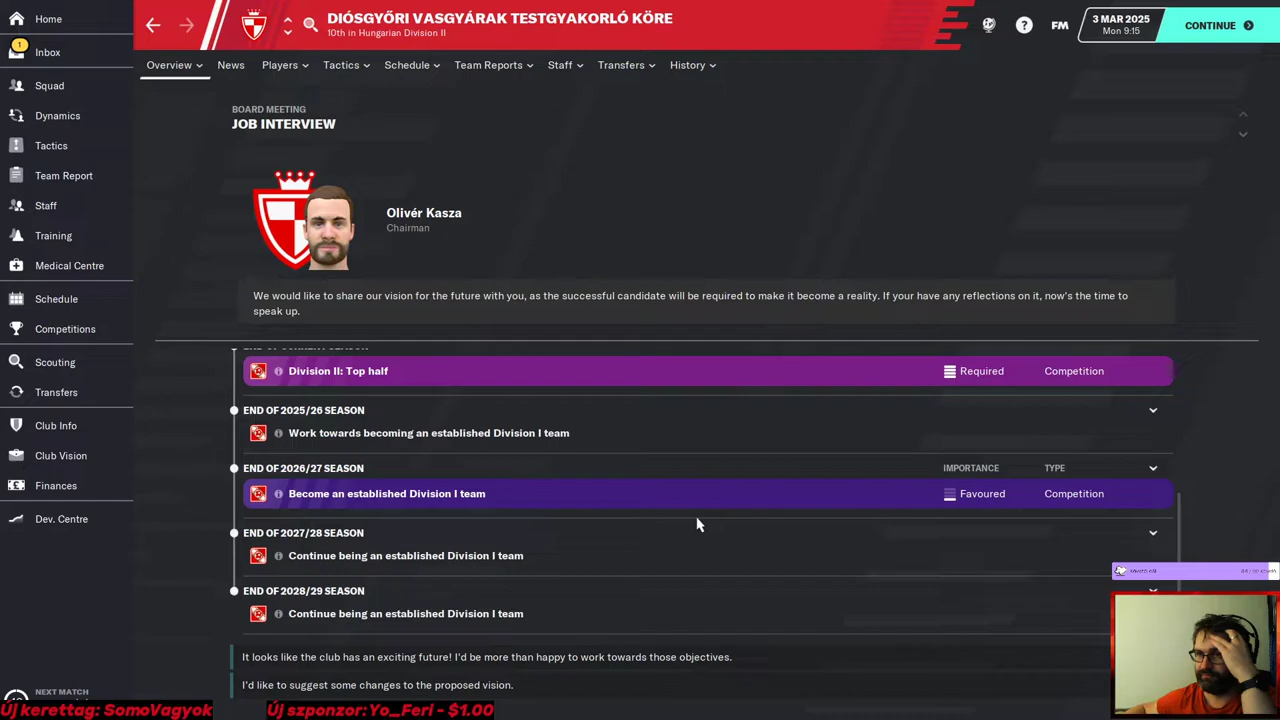 Home
DIÓSGYŐRI VASGYÁRAK TESTGYAKORLÓ KÖRE
10th in Hungarian Division II
FM
3 MAR 2025
Mon 9:15
CONTINUE
1
Inbox
Overview
News
Players
Tactics
Schedule
Team Reports
Staff
Transfers
History
Squad
Dynamics
Tactics
Team Report
Staff
Training
Medical Centre
Schedule
Competitions
Scouting
Transfers
Club Info
Club Vision
Finances
Dev. Centre
NEXT MATCH
BOARD MEETING
JOB INTERVIEW
Olivér Kasza
Chairman
We would like to share our vision for the future with you, as the successful candidate will be required to make it become a reality. If your have any reflections on it, now's the time to
speak up.
END OF CURRENT SEASON
Division II: Top half
Required
Competition
END OF 2025/26 SEASON
Work towards becoming an established Division I team
END OF 2026/27 SEASON
IMPORTANCE
TYPE
Become an established Division I team
Favoured
Competition
END OF 2027/28 SEASON
Continue being an established Division I team
END OF 2028/29 SEASON
Continue being an established Division I team
It looks like the club has an exciting future! I'd be more than happy to work towards those objectives.
I'd like to suggest some changes to the proposed vision.
Új kerettag: SomoVagyok
Új szponzor: Yo_Feri - $1.00